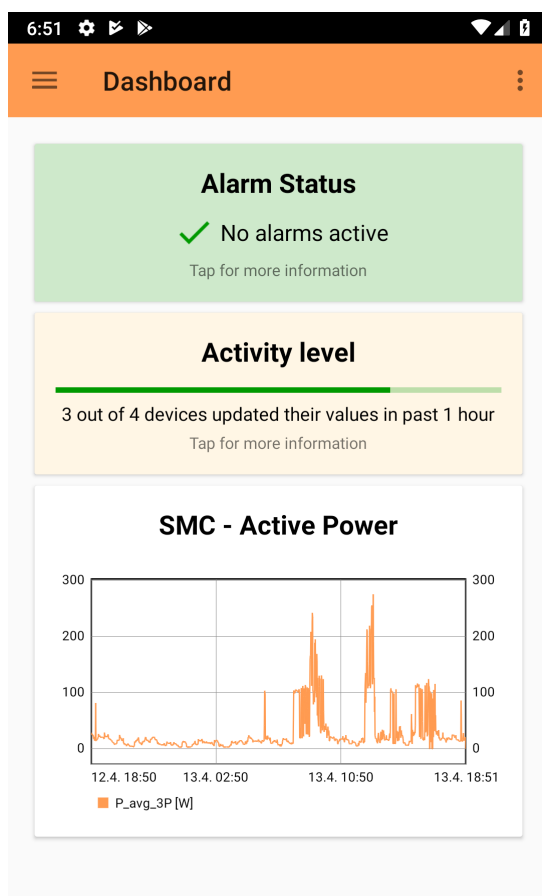 6:51
Dashboard
Alarm Status
No alarms active
Tap for more information
Activity level
3 out of 4 devices updated their values in past 1 hour
Tap for more information
SMC - Active Power
300 300
200 200
100 100
0 0
12.4. 18:50 13.4. 02:50 13.4. 10:50 13.4. 18:51
P_avg_3P [W]